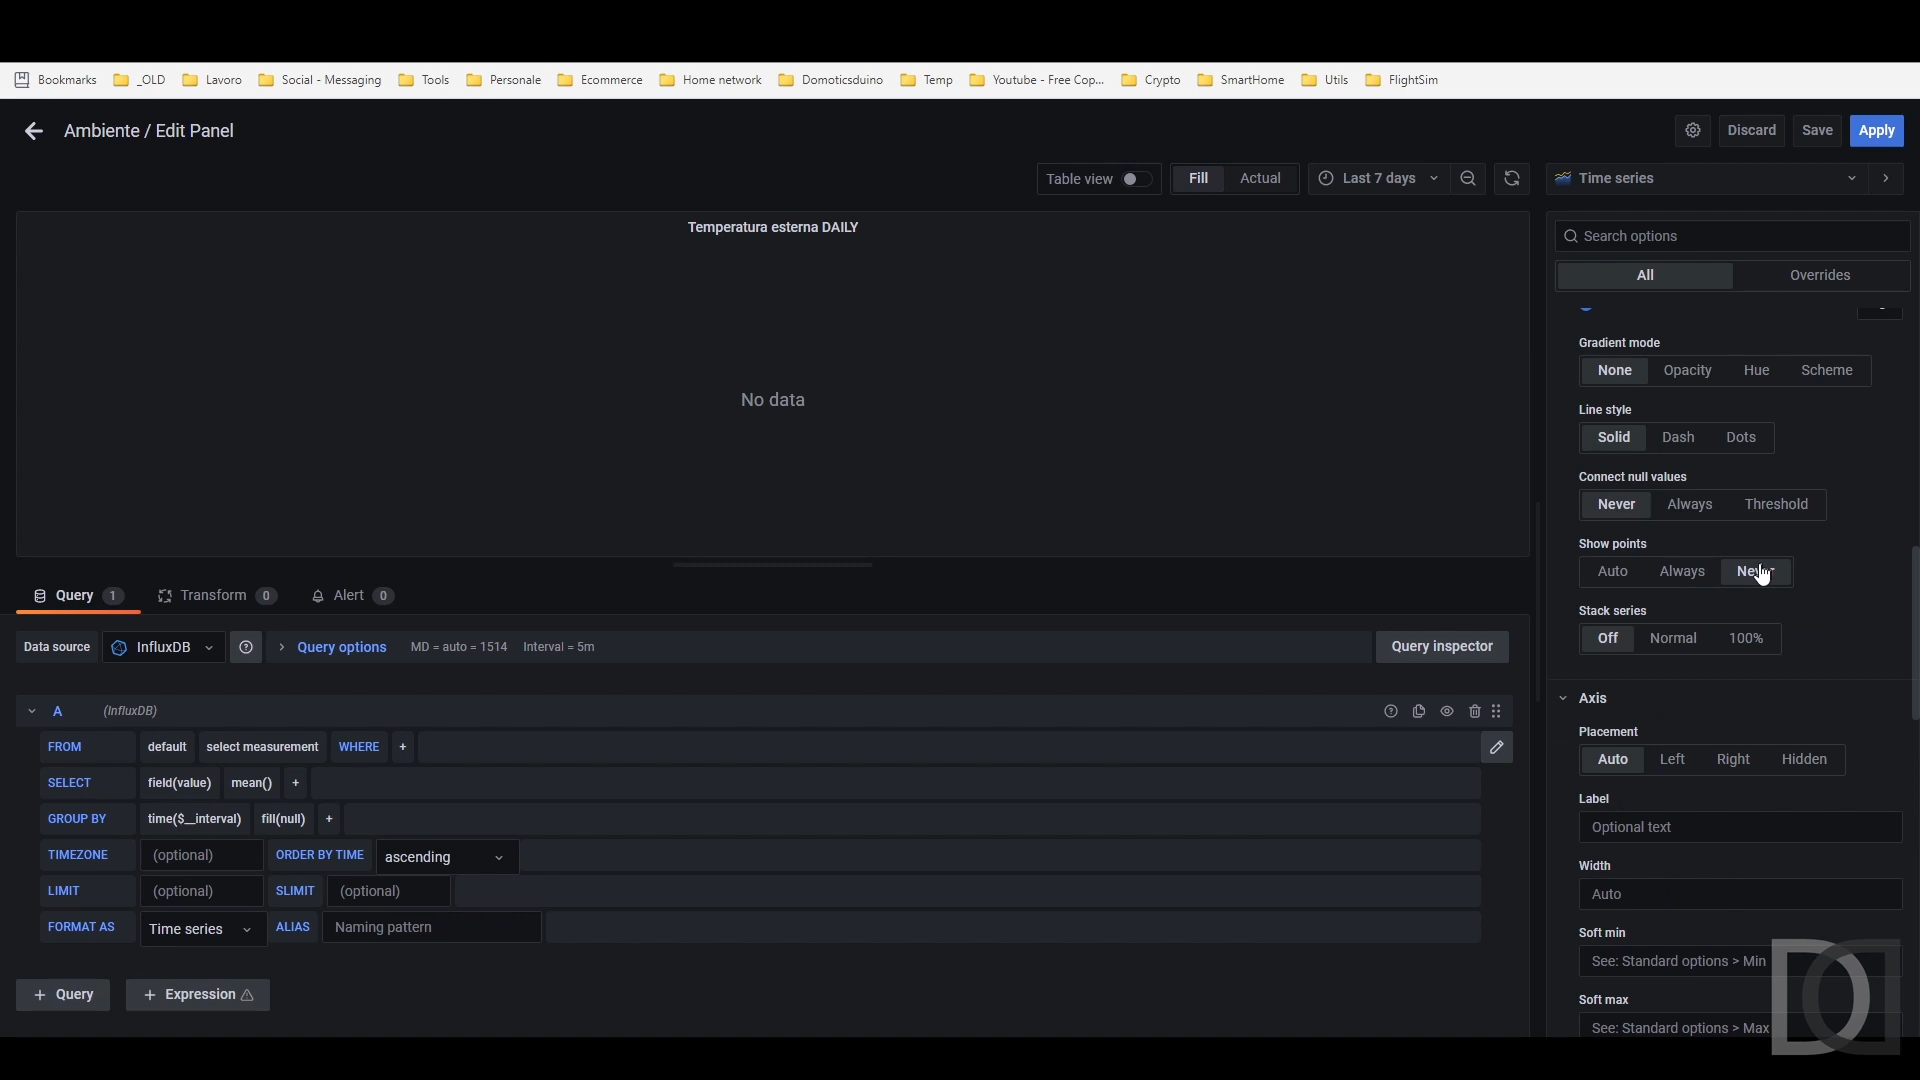 Bookmarks _OLD Lavoro Social - Messaging Tools Personale Ecommerce Home network Domoticsduino Temp Youtube - Free Cop... Crypto SmartHome Utils FlightSim
Ambiente / Edit Panel Discard Save Apply
Table view Fill Actual Last 7 days Time series
Temperatura esterna DAILY
Search options
All Overrides
Gradient mode
None Opacity Hue Scheme
No data
Line style
Solid Dash Dots
Connect null values
Never Always Threshold
Show points
Auto Always
Query 1 Transform 0 Alert 0
Stack series
Off Normal 100%
Data source InfluxDB Query options MD = auto = 1514 Interval = 5m Query inspector
A (InfluxDB)
Axis
FROM default select measurement WHERE +
Placement
Auto Left Right Hidden
SELECT field(value) mean() +
Label
GROUP BY time($__interval) fill(null) +
Optional text
TIMEZONE (optional) ORDER BY TIME ascending
Width
LIMIT (optional) SLIMIT (optional)
Auto
FORMAT AS Time series ALIAS Naming pattern
Soft min
See: Standard options > Min
+ Query + Expression
Soft max
See: Standard options > Max